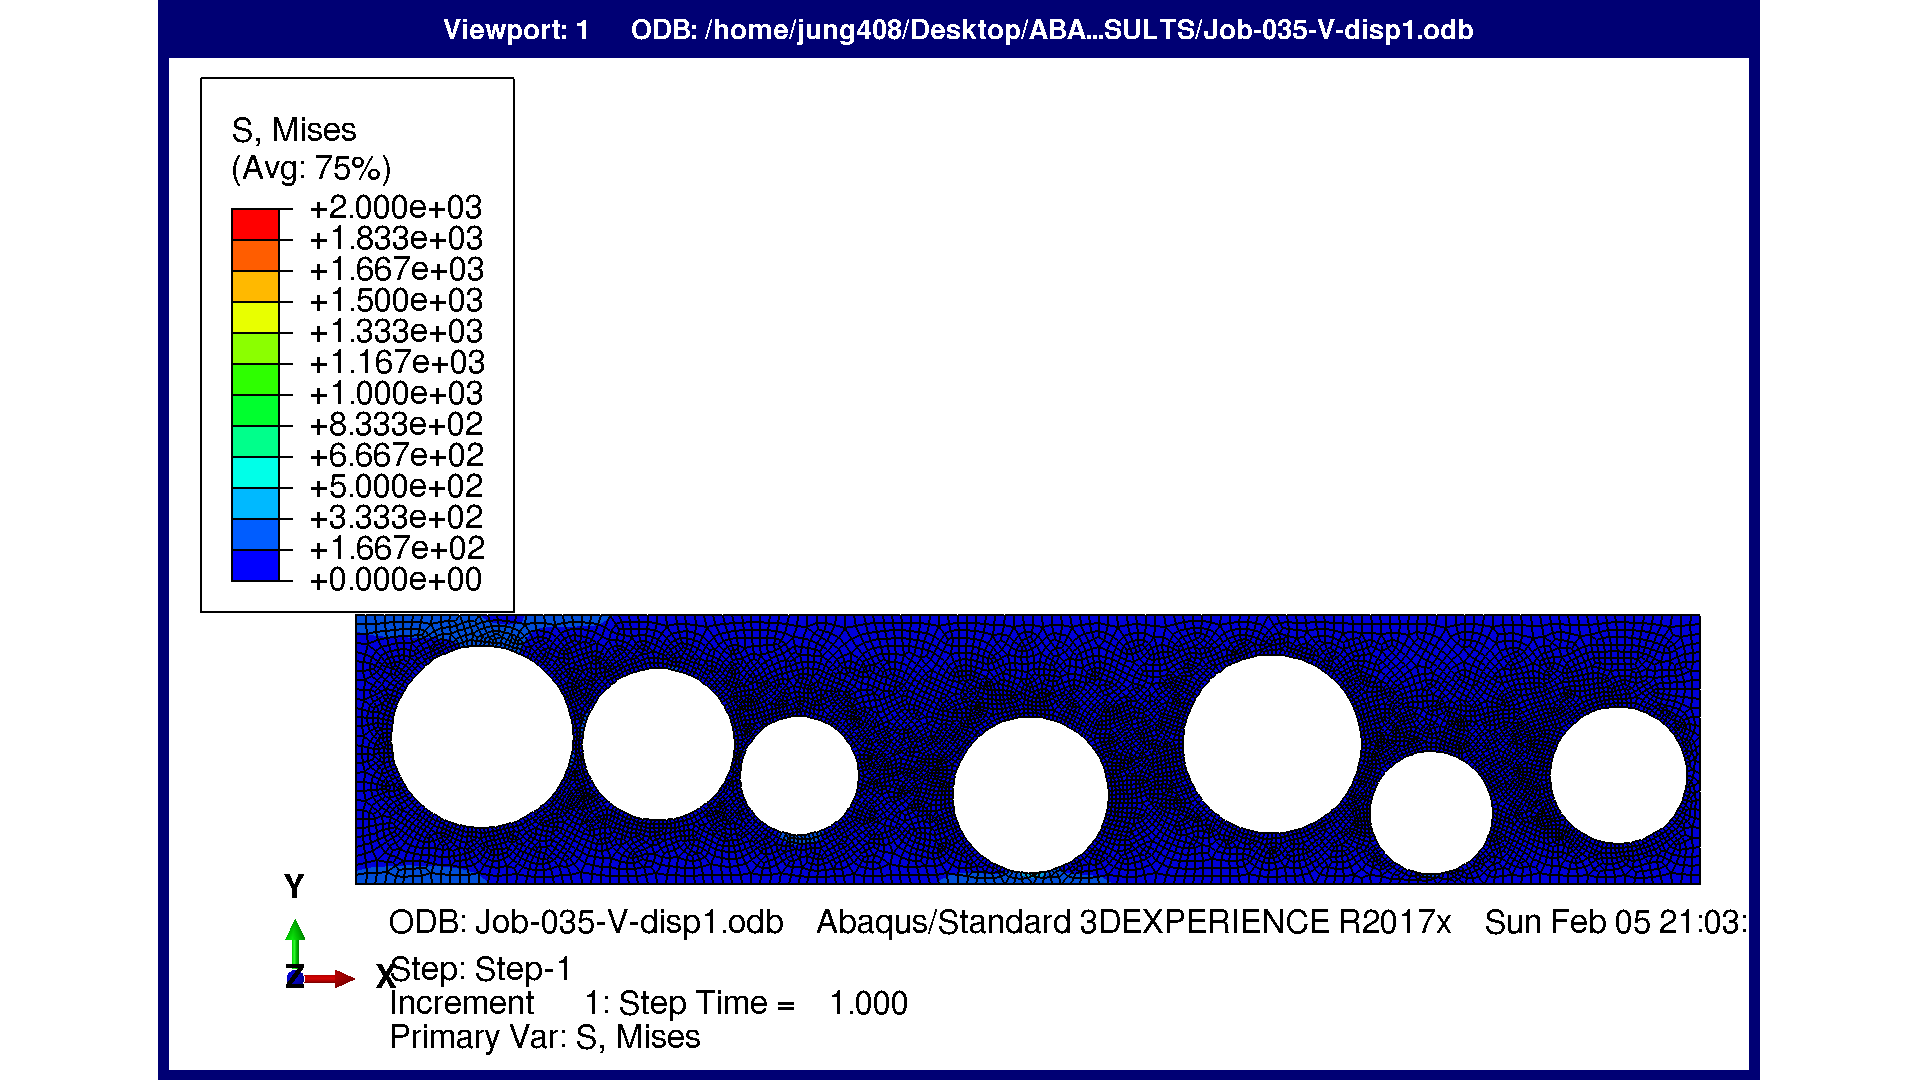 Viewport: 1 ODB: /home/jung408/Desktop/ABA...SULTS/Job-035-V-disp1.odb
S, Mises
(Avg: 75%)
+2.000e+03
+1.833e+03
+1.667e+03
+1.500e+03
+1.333e+03
+1.167e+03
+1.000e+03
+8.333e+02
+6.667e+02
+5.000e+02
+3.333e+02
+1.667e+02
+0.000e+00
Y
Z
X
ODB: Job-035-V-disp1.odb Abaqus/Standard 3DEXPERIENCE R2017x Sun Feb 05 21:03:
Step: Step-1
Increment 1: Step Time = 1.000
Primary Var: S, Mises